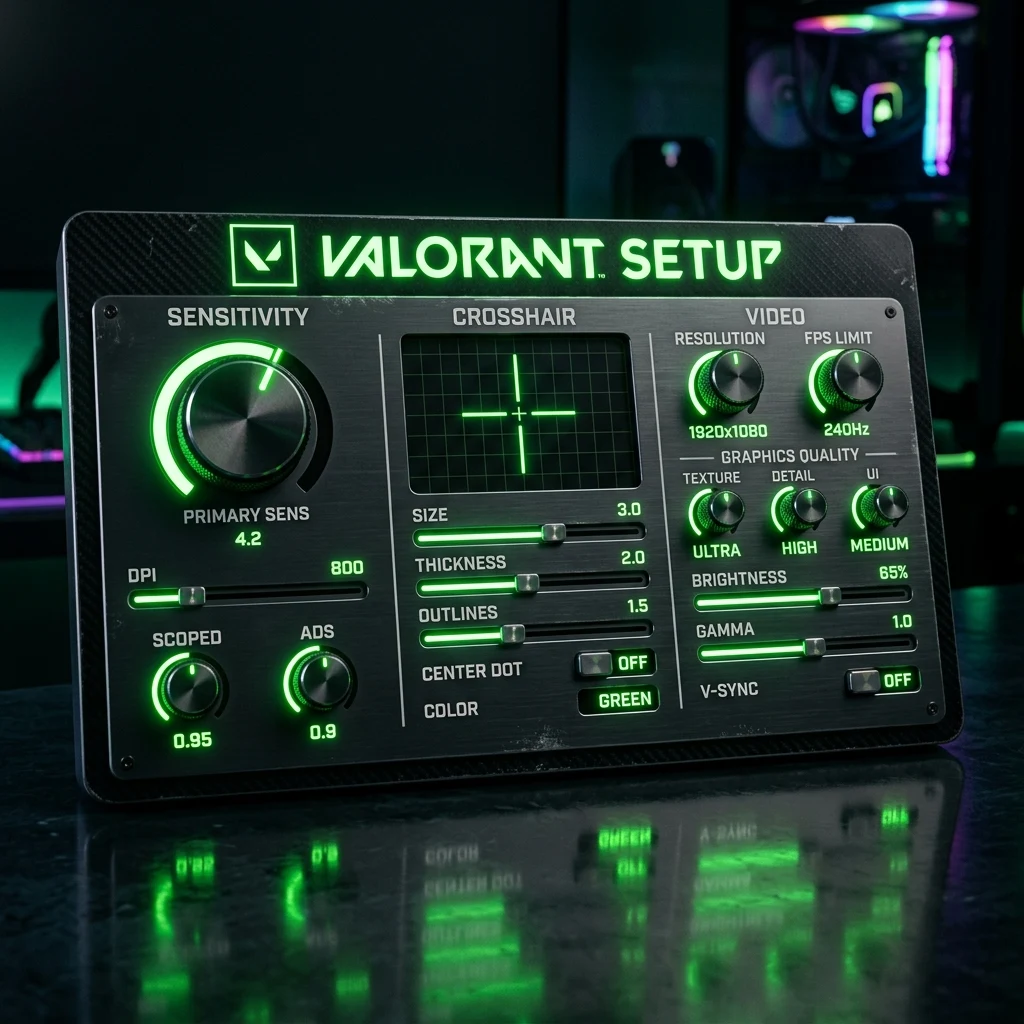 VALORANT™ SETUP
SENSITIVITY
PRIMARY SENS
4.2
DPI
800
SCOPED
0.95
ADS
0.9
CROSSHAIR
SIZE
3.0
THICKNESS
2.0
OUTLINES
1.5
CENTER DOT
OFF
COLOR
GREEN
VIDEO
RESOLUTION
1920x1080
FPS LIMIT
240Hz
GRAPHICS QUALITY
TEXTURE
ULTRA
DETAIL
HIGH
UI
MEDIUM
BRIGHTNESS
65%
GAMMA
1.0
V-SYNC
OFF